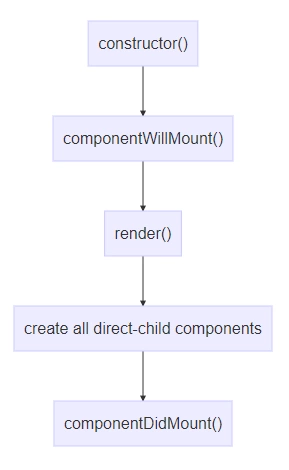 constructor()
componentWillMount()
render()
create all direct-child components
componentDidMount()